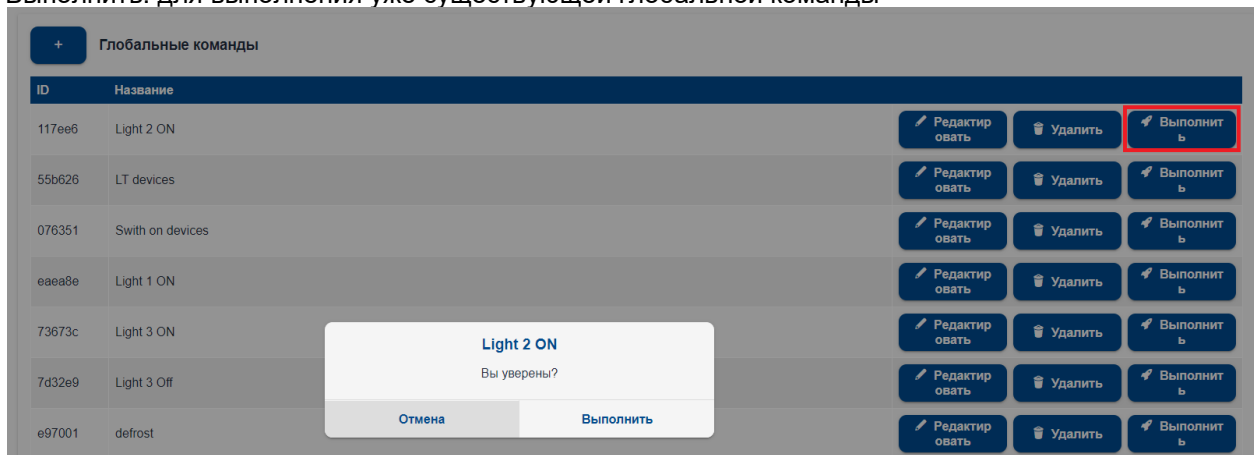 Выполнить: для выполнения уже существующей глобальной команды
+ Глобальные команды
ID Название
117ee6 Light 2 ON Редактир овать Удалить Выполнит ь
55b626 LT devices Редактир овать Удалить Выполнит ь
076351 Swith on devices Редактир овать Удалить Выполнит ь
eaea8e Light 1 ON Редактир овать Удалить Выполнит ь
73673c Light 3 ON Редактир овать Удалить Выполнит ь
Light 2 ON
Вы уверены?
7d32e9 Light 3 Off Редактир овать Удалить Выполнит ь
Отмена Выполнить
e97001 defrost Редактир овать Удалить Выполнит ь